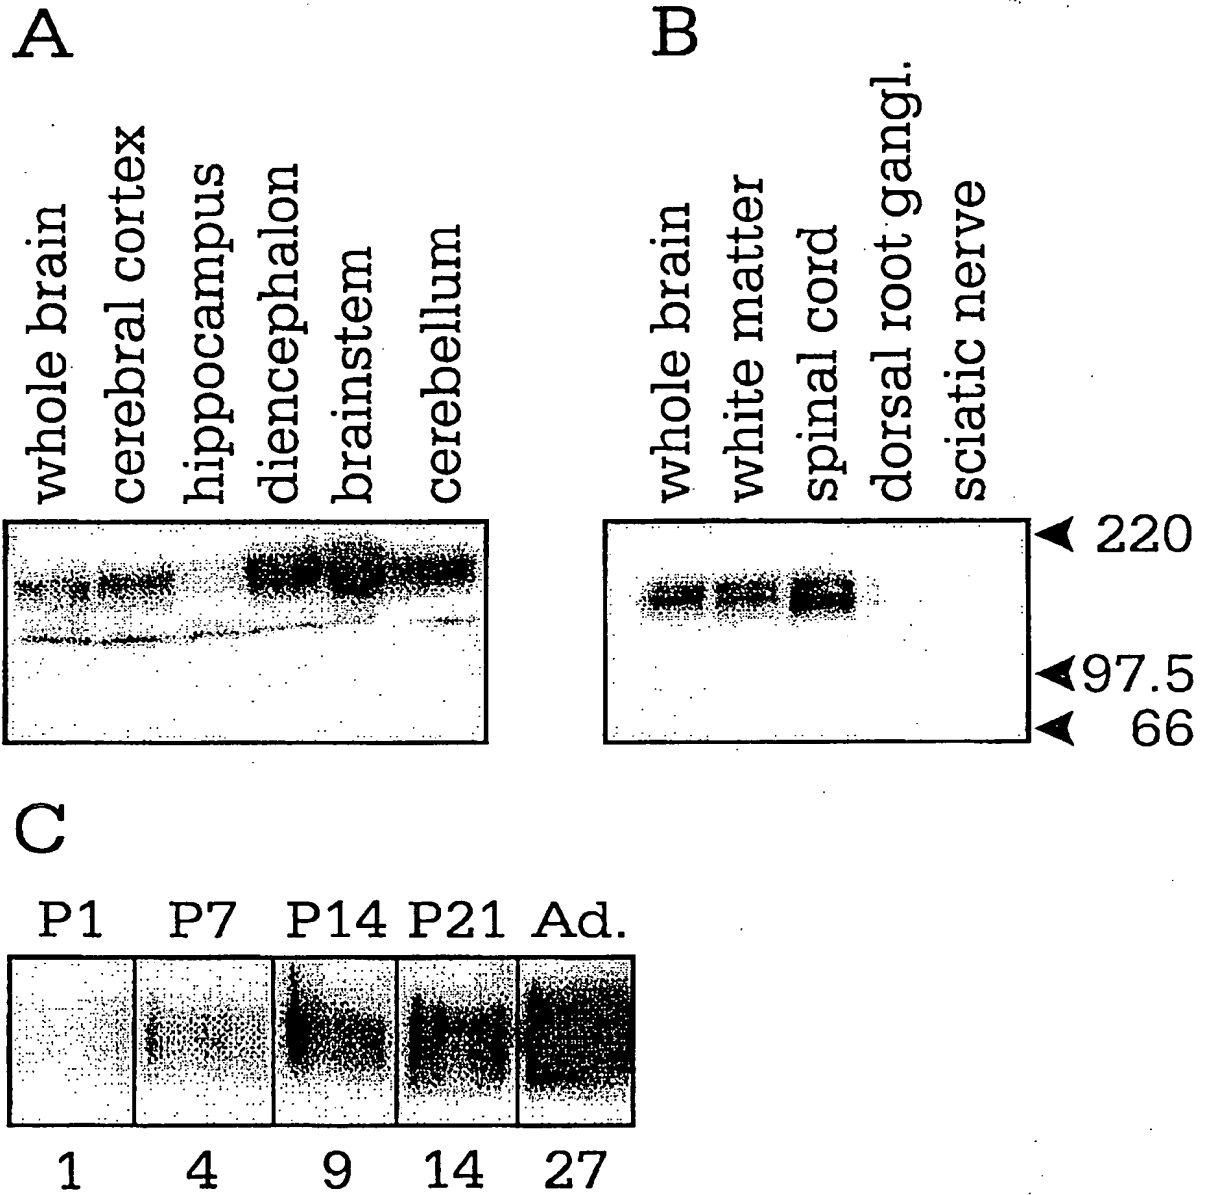 A
whole brain
cerebral cortex
hippocampus
diencephalon
brainstem
cerebellum
B
whole brain
white matter
spinal cord
dorsal root gangl.
sciatic nerve
220
97.5
66
C
P1 P7 P14 P21 Ad.
1 4 9 14 27